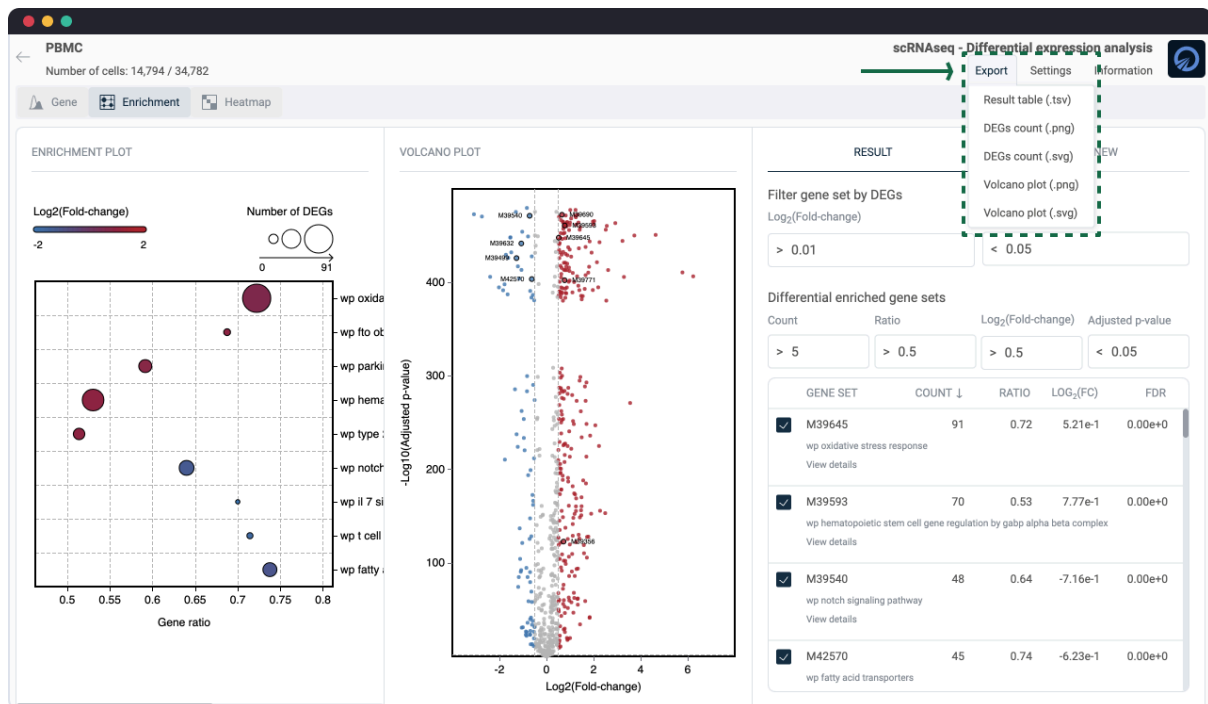 PBMC
Number of cells: 14,794 / 34,782
scRNAseq - Differential expression analysis
Export
Settings
Information
Result table (.tsv)
DEGs count (.png)
DEGs count (.svg)
Volcano plot (.png)
Volcano plot (.svg)
Gene
Enrichment
Heatmap
ENRICHMENT PLOT
Log2(Fold-change)
-2
2
Number of DEGs
0
91
wp oxida
wp fto ob
wp parki
wp hema
wp type
wp notch
wp il 7 si
wp t cell
wp fatty
0.5 0.55 0.6 0.65 0.7 0.75 0.8
Gene ratio
VOLCANO PLOT
-Log10(Adjusted p-value)
400
300
200
100
M39540
M39632
M42570
M39690
M39645
M39771
-2 0 2 4 6
Log2(Fold-change)
RESULT
Filter gene set by DEGs
Log2(Fold-change)
> 0.01
< 0.05
Differential enriched gene sets
Count Ratio Log2(Fold-change) Adjusted p-value
> 5 > 0.5 > 0.5 < 0.05
GENE SET COUNT ↓ RATIO LOG2(FC) FDR
M39645 91 0.72 5.21e-1 0.00e+0
wp oxidative stress response
View details
M39593 70 0.53 7.77e-1 0.00e+0
wp hematopoietic stem cell gene regulation by gabp alpha beta complex
View details
M39540 48 0.64 -7.16e-1 0.00e+0
wp notch signaling pathway
View details
M42570 45 0.74 -6.23e-1 0.00e+0
wp fatty acid transporters